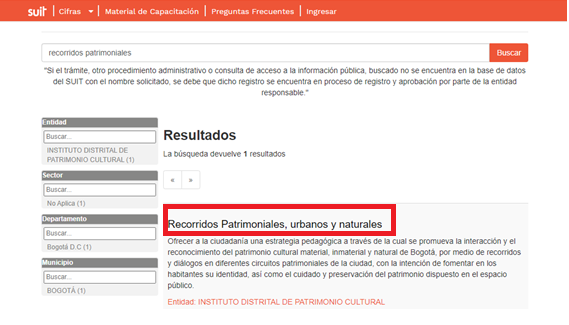 suit Cifras Material de Capacitación Preguntas Frecuentes Ingresar
recorridos patrimoniales Buscar
"Si el trámite, otro procedimiento administrativo o consulta de acceso a la información pública, buscado no se encuentra en la base de datos
del SUIT con el nombre solicitado, se debe que dicho registro se encuentra en proceso de registro y aprobación por parte de la entidad
responsable."
Entidad
Buscar...
INSTITUTO DISTRITAL DE
PATRIMONIO CULTURAL (1)
Sector
Buscar...
No Aplica (1)
Departamento
Buscar...
Bogotá D.C (1)
Municipio
Buscar...
BOGOTÁ (1)
Resultados
La búsqueda devuelve 1 resultados
« »
Recorridos Patrimoniales, urbanos y naturales
Ofrecer a la ciudadanía una estrategia pedagógica a través de la cual se promueva la interacción y el
reconocimiento del patrimonio cultural material, inmaterial y natural de Bogotá, por medio de recorridos
y diálogos en diferentes circuitos patrimoniales de la ciudad, con la intención de fomentar en los
habitantes su identidad, así como el cuidado y preservación del patrimonio dispuesto en el espacio
público.
Entidad: INSTITUTO DISTRITAL DE PATRIMONIO CULTURAL